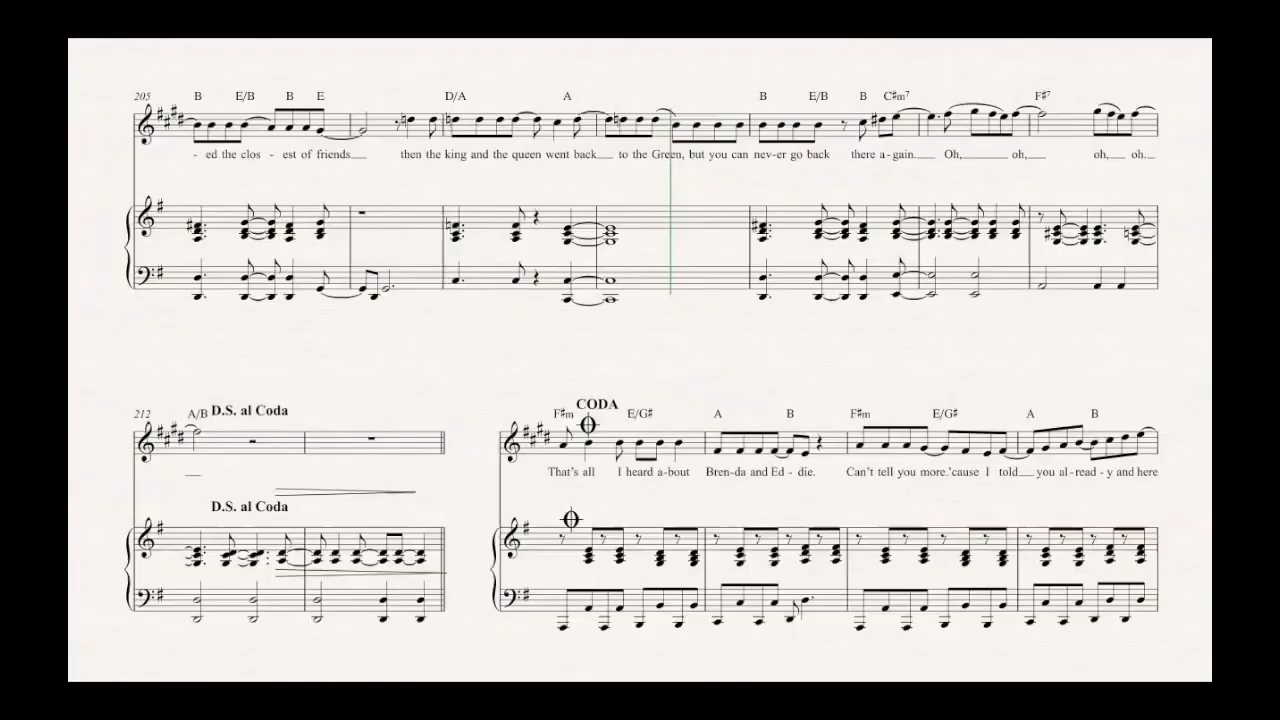 205 B E/B B E D/A A B E/B B C♯m7 F♯7
- ed the clos - est of friends then the king and the queen went back to the Green, but you can nev-er go back there a-gain. Oh, oh, oh, oh.
212 A/B D.S. al Coda
CODA
F♯m E/G♯ A B F♯m E/G♯ A B
That's all I heard a-bout Bren-da and Ed - die. Can't tell you more.'cause I told you al-read - y and here
D.S. al Coda